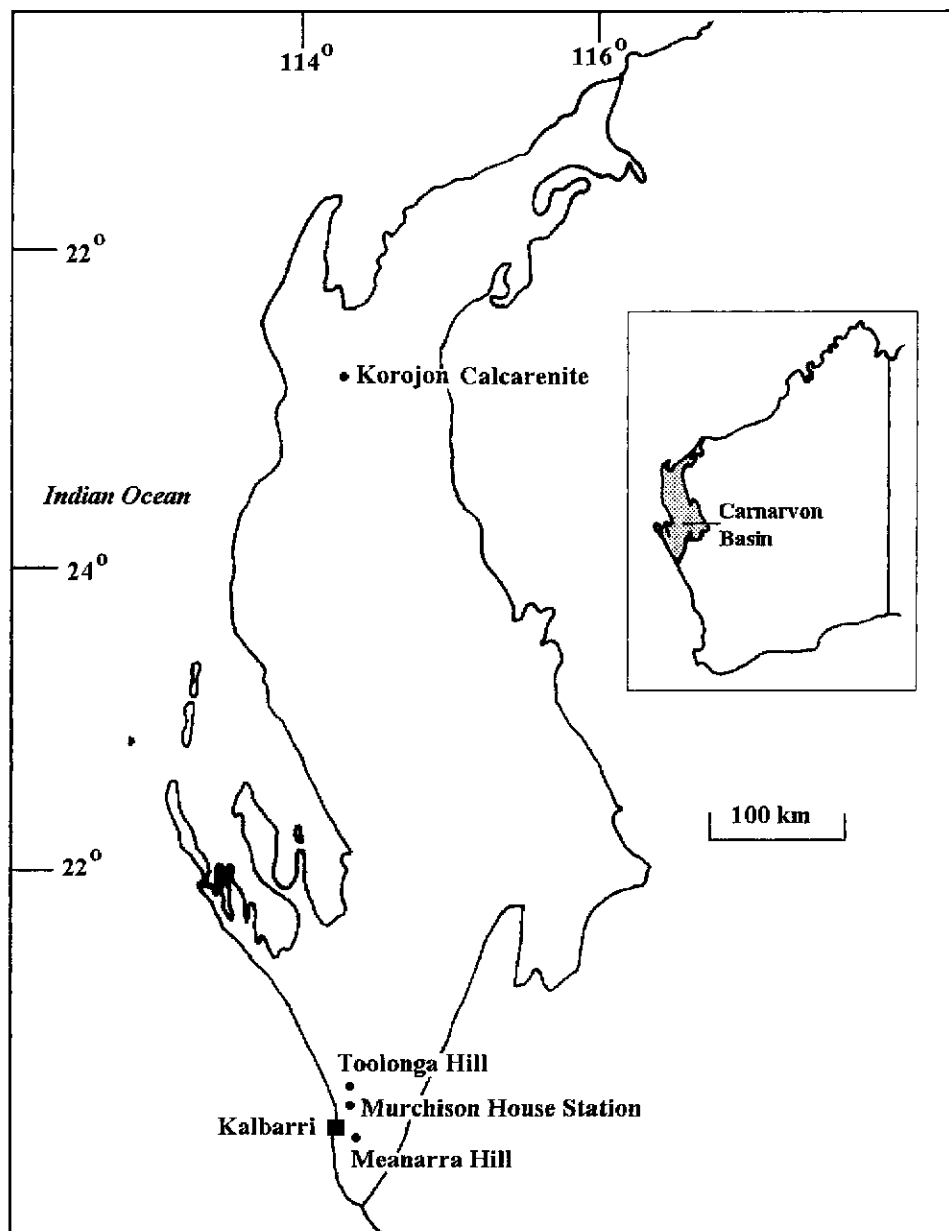 114°
116°
22°
Korojon Calcarenite
Indian Ocean
Carnarvon
Basin
24°
100 km
22°
Toolonga Hill
Murchison House Station
Kalbarri
Meanarra Hill